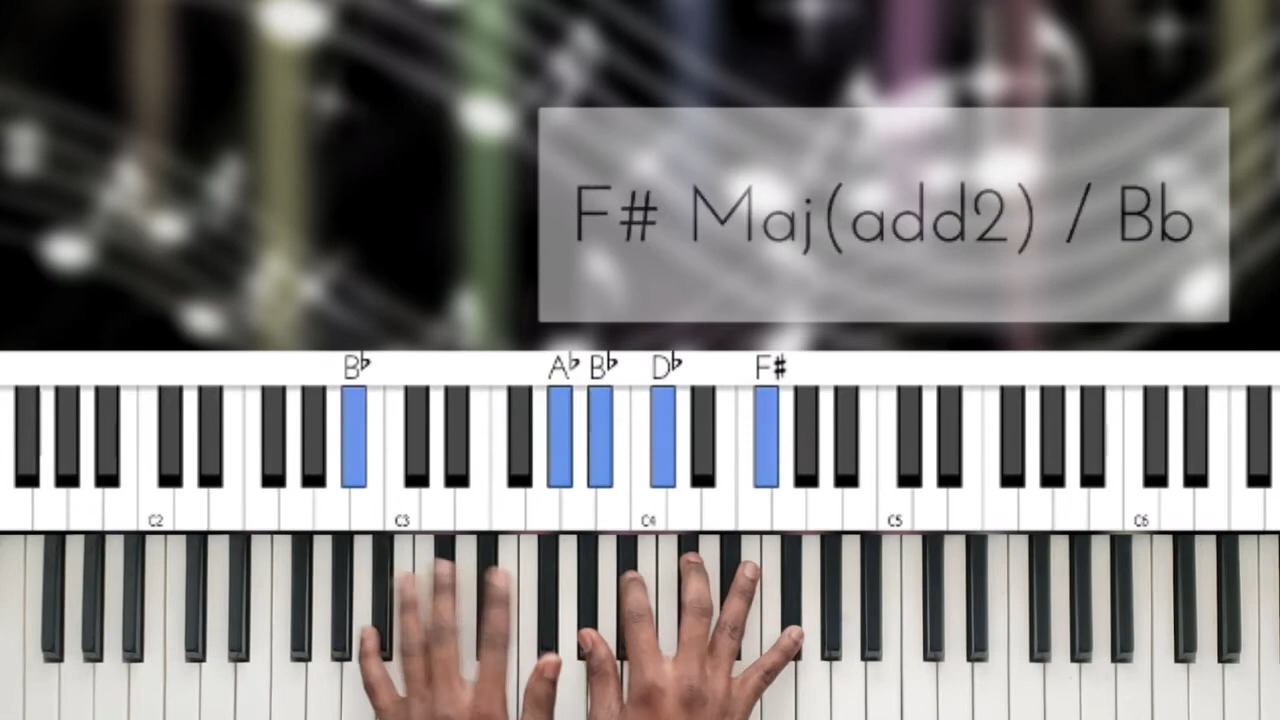 F# Maj(add2) / Bb
B♭ A♭ B♭ D♭ F#
C2 C3 C4 C5 C6